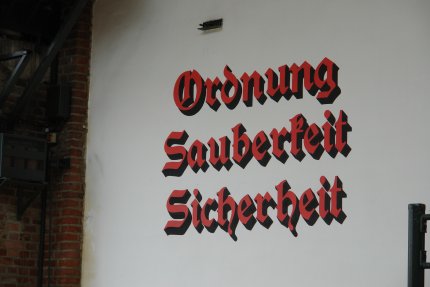 Ordnung
Sauberkeit
Sicherheit